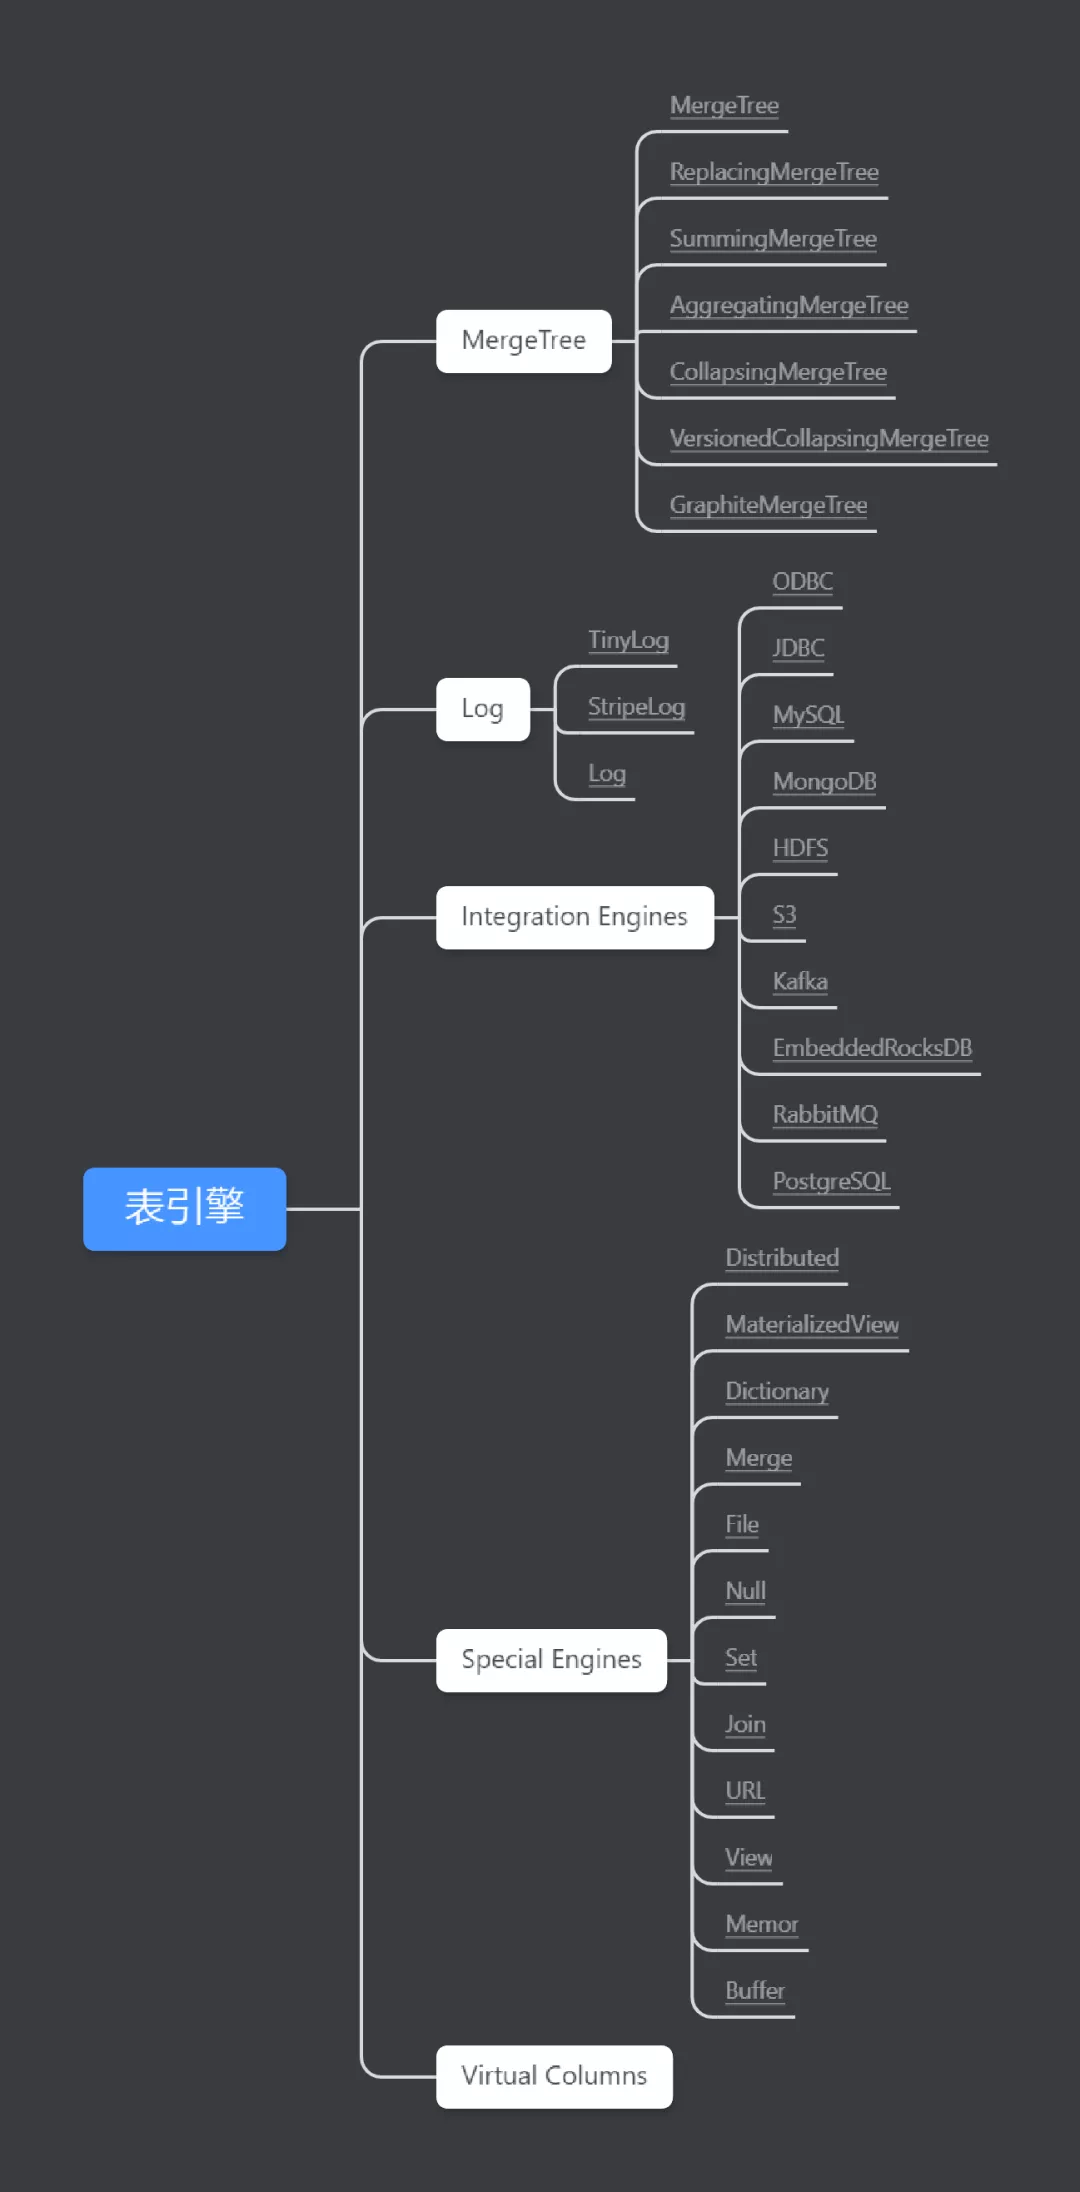 表引擎
MergeTree
MergeTree
ReplacingMergeTree
SummingMergeTree
AggregatingMergeTree
CollapsingMergeTree
VersionedCollapsingMergeTree
GraphiteMergeTree
Log
TinyLog
StripeLog
Log
Integration Engines
ODBC
JDBC
MySQL
MongoDB
HDFS
S3
Kafka
EmbeddedRocksDB
RabbitMQ
PostgreSQL
Special Engines
Distributed
MaterializedView
Dictionary
Merge
File
Null
Set
Join
URL
View
Memor
Buffer
Virtual Columns